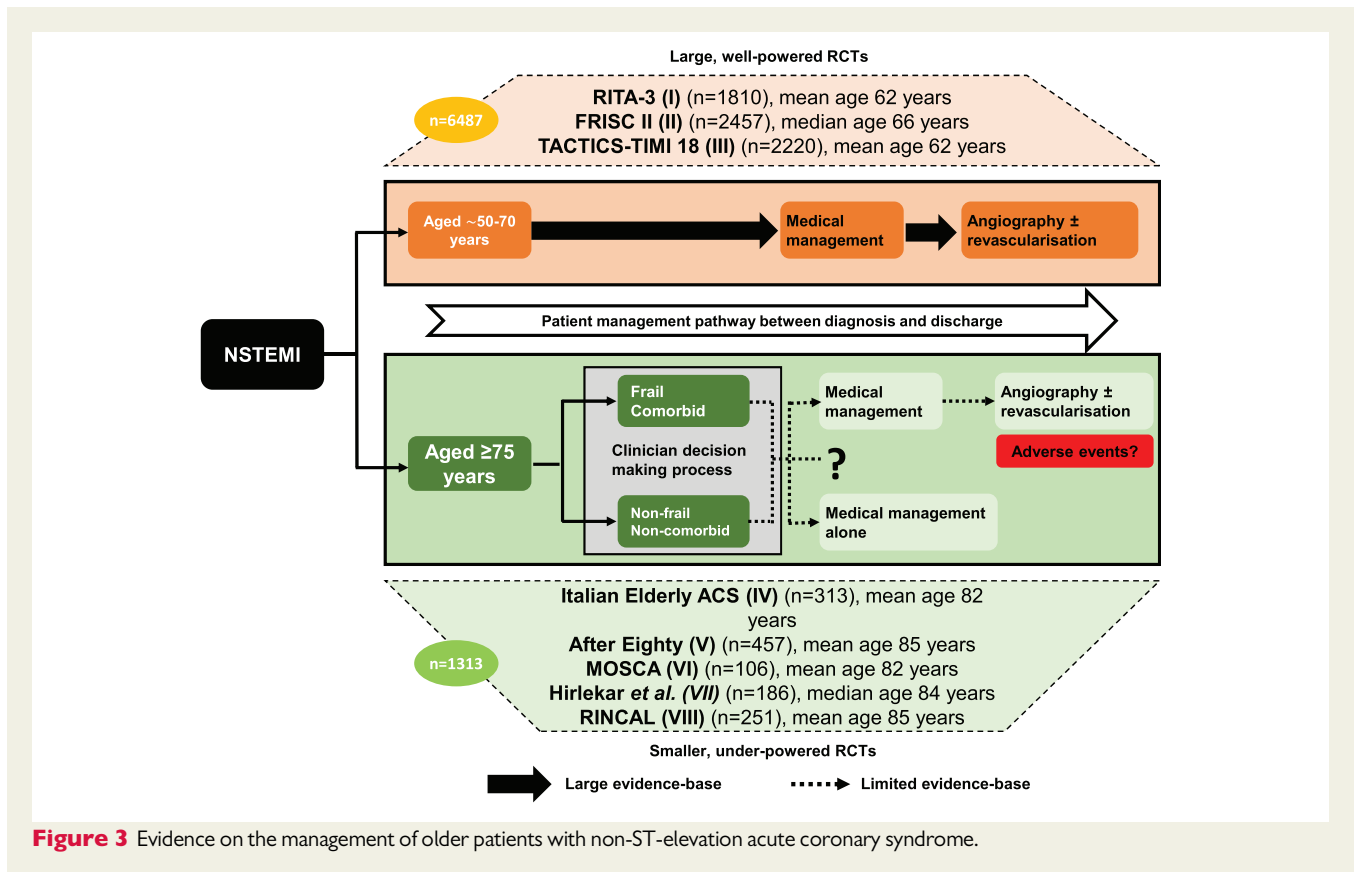 Large, well-powered RCTs
n=6487
RITA-3 (I) (n=1810), mean age 62 years
FRISC II (II) (n=2457), median age 66 years
TACTICS-TIMI 18 (III) (n=2220), mean age 62 years
Aged ~50-70
years
Medical
management
Angiography ±
revascularisation
Patient management pathway between diagnosis and discharge
NSTEMI
Aged ≥75
years
Frail
Comorbid
Clinician decision
making process
Non-frail
Non-comorbid
Medical
management
?
Medical management
alone
Angiography ±
revascularisation
Adverse events?
n=1313
Italian Elderly ACS (IV) (n=313), mean age 82
years
After Eighty (V) (n=457), mean age 85 years
MOSCA (VI) (n=106), mean age 82 years
Hirlekar et al. (VII) (n=186), median age 84 years
RINCAL (VIII) (n=251), mean age 85 years
Smaller, under-powered RCTs
Large evidence-base
Limited evidence-base
Figure 3 Evidence on the management of older patients with non-ST-elevation acute coronary syndrome.